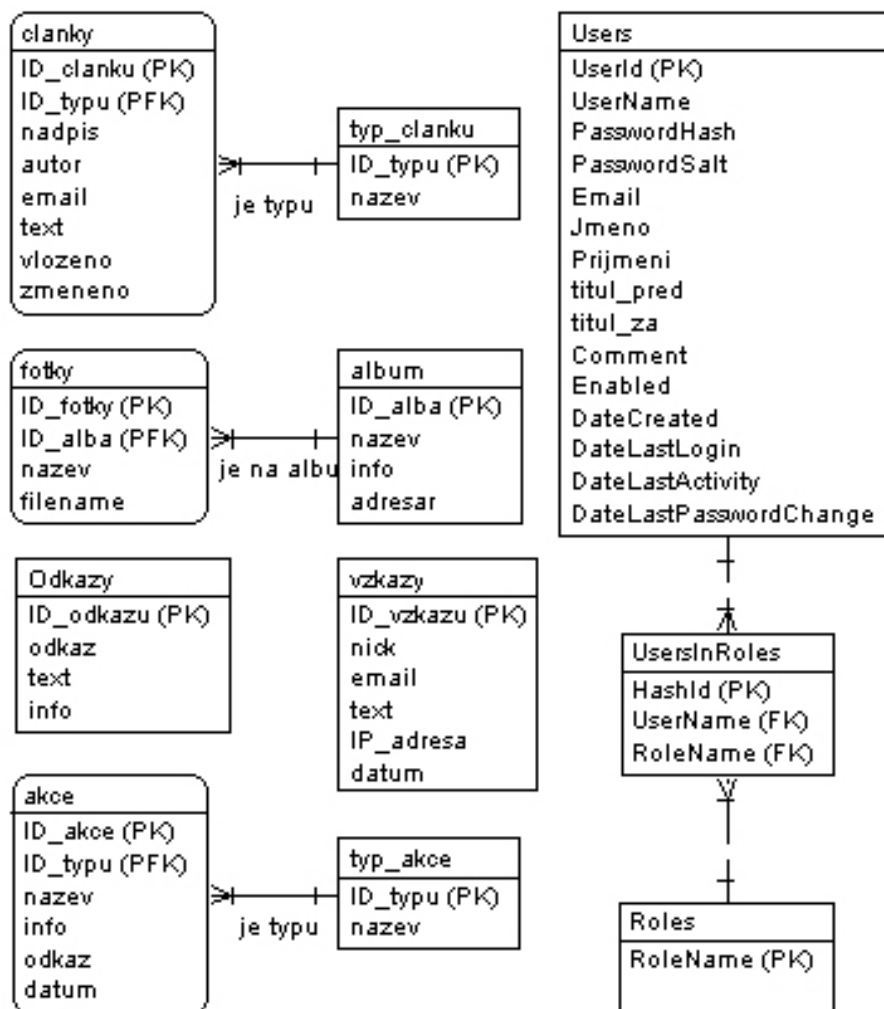 clanky
ID_clanku (PK)
ID_typu (PFK)
nadpis
autor
email
text
vlozeno
zmeneno
je typu
typ_clanku
ID_typu (PK)
nazev
fotky
ID_fotky (PK)
ID_alba (PFK)
nazev
filename
je na albu
album
ID_alba (PK)
nazev
info
adresar
Odkazy
ID_odkazu (PK)
odkaz
text
info
vzkazy
ID_vzkazu (PK)
nick
email
text
IP_adresa
datum
akce
ID_akce (PK)
ID_typu (PFK)
nazev
info
odkaz
datum
je typu
typ_akce
ID_typu (PK)
nazev
Users
UserId (PK)
UserName
PasswordHash
PasswordSalt
Email
Jmeno
Prijmeni
titul_pred
titul_za
Comment
Enabled
DateCreated
DateLastLogin
DateLastActivity
DateLastPasswordChange
UsersInRoles
HashId (PK)
UserName (FK)
RoleName (FK)
Roles
RoleName (PK)